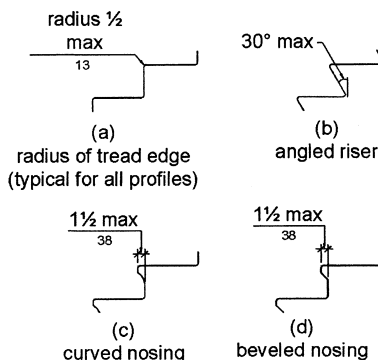 radius ½
max
13
30° max
(a)
radius of tread edge
(typical for all profiles)
(b)
angled riser
1½ max
38
1½ max
38
(c)
curved nosing
(d)
beveled nosing